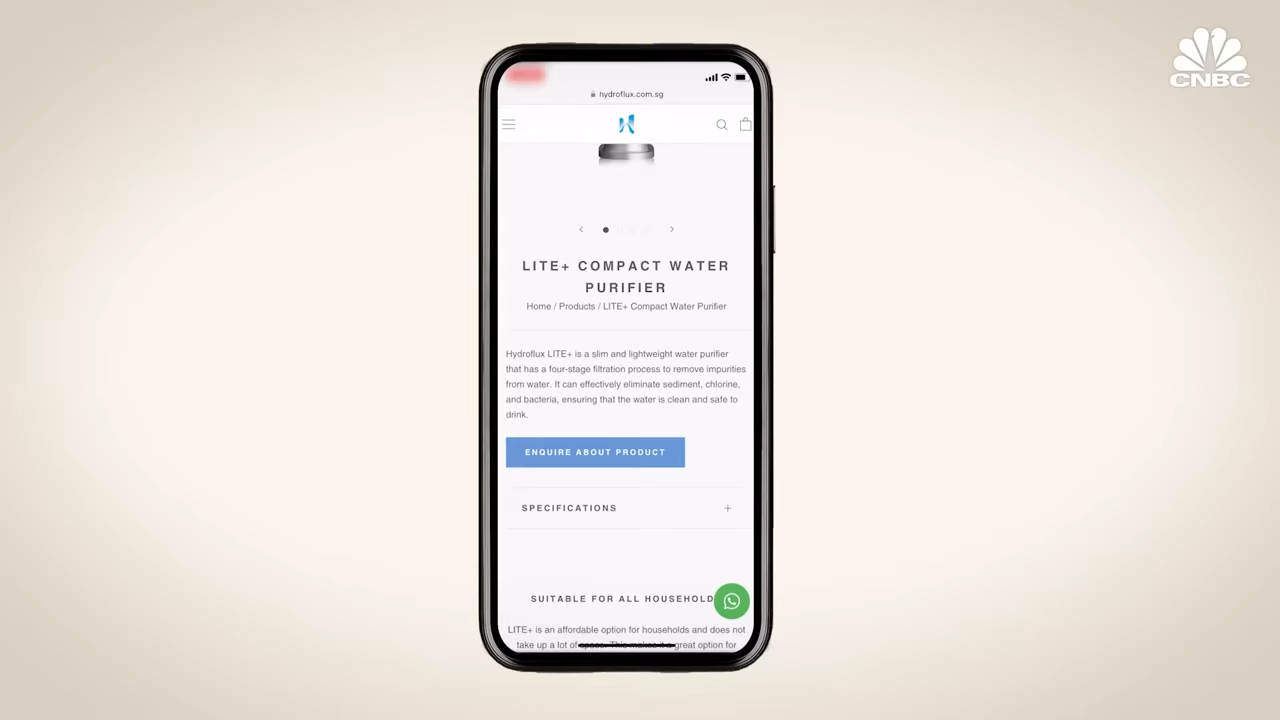 CNBC
hydroflux.com.sg
LITE+ COMPACT WATER
PURIFIER
Home / Products / LITE+ Compact Water Purifier
Hydroflux LITE+ is a slim and lightweight water purifier
that has a four-stage filtration process to remove impurities
from water. It can effectively eliminate sediment, chlorine,
and bacteria, ensuring that the water is clean and safe to
drink.
ENQUIRE ABOUT PRODUCT
SPECIFICATIONS +
SUITABLE FOR ALL HOUSEHOLD
LITE+ is an affordable option for households and does not
take up a lot of space. This makes it a great option for